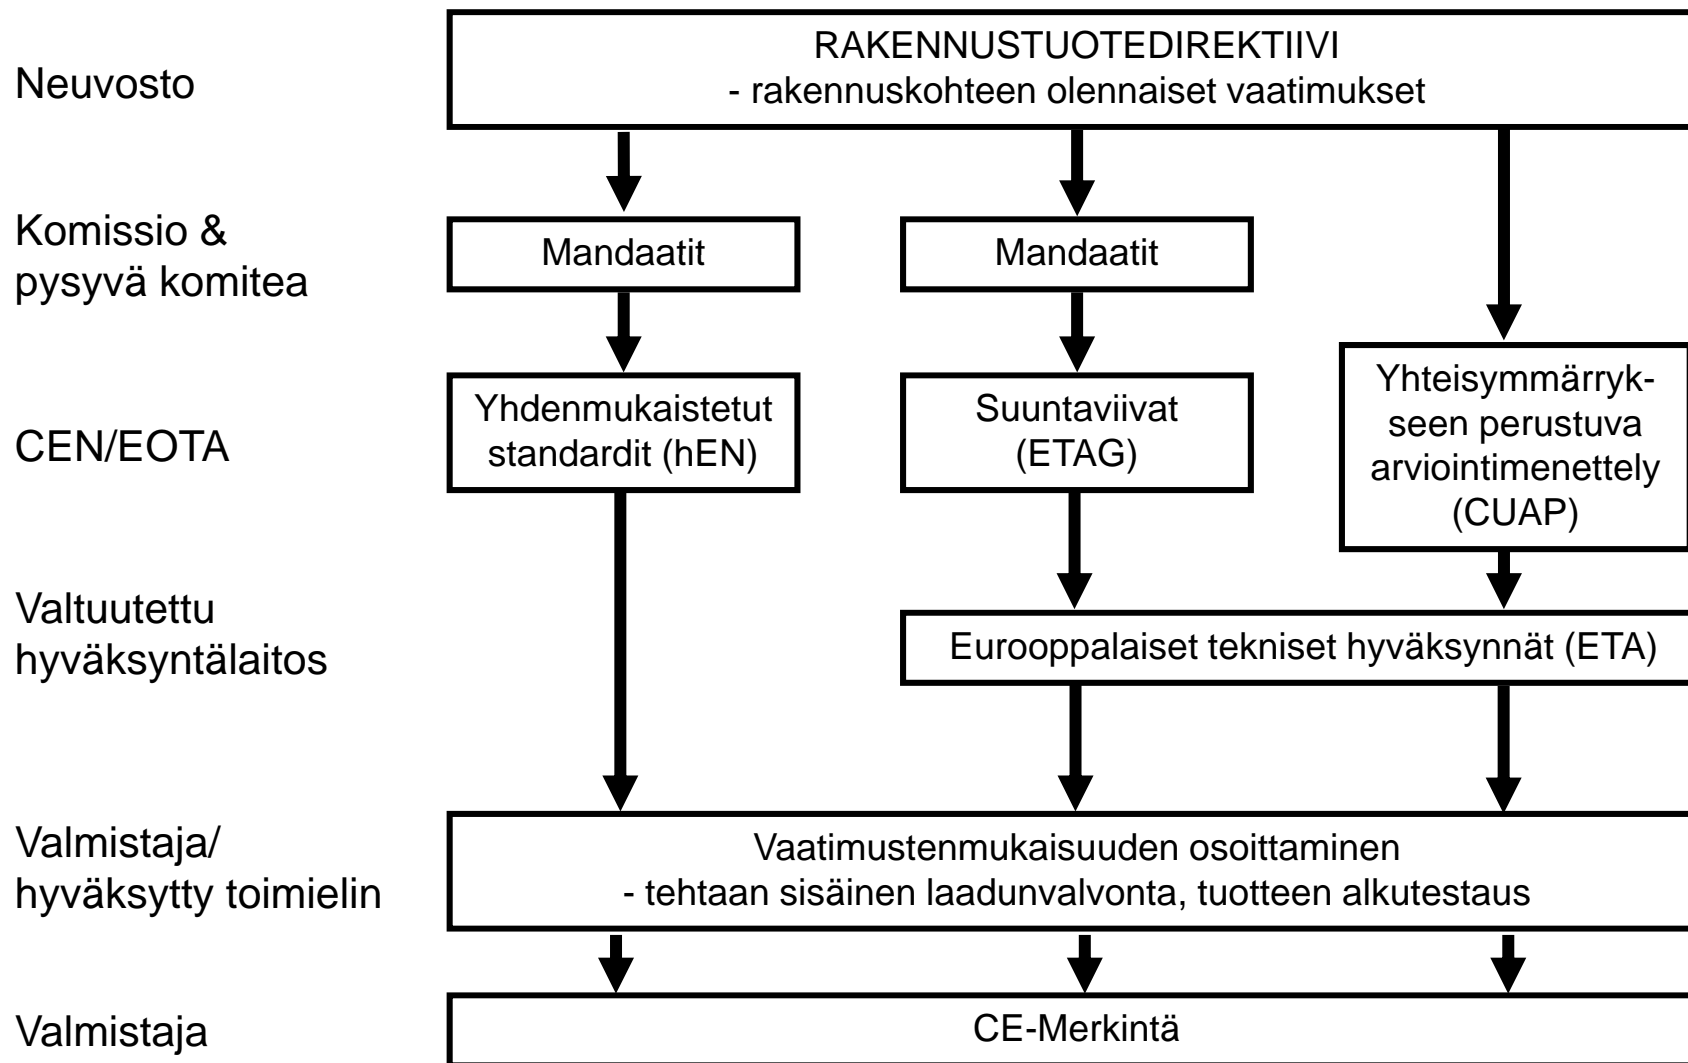 Neuvosto
RAKENNUSTUOTEDIREKTIIVI
- rakennuskohteen olennaiset vaatimukset
Komissio &
pysyvä komitea
Mandaatit
Mandaatit
CEN/EOTA
Yhdenmukaistetut
standardit (hEN)
Suuntaviivat
(ETAG)
Yhteisymmärryk-
seen perustuva
arviointimenettely
(CUAP)
Valtuutettu
hyväksyntälaitos
Eurooppalaiset tekniset hyväksynnät (ETA)
Valmistaja/
hyväksytty toimielin
Vaatimustenmukaisuuden osoittaminen
- tehtaan sisäinen laadunvalvonta, tuotteen alkutestaus
Valmistaja
CE-Merkintä